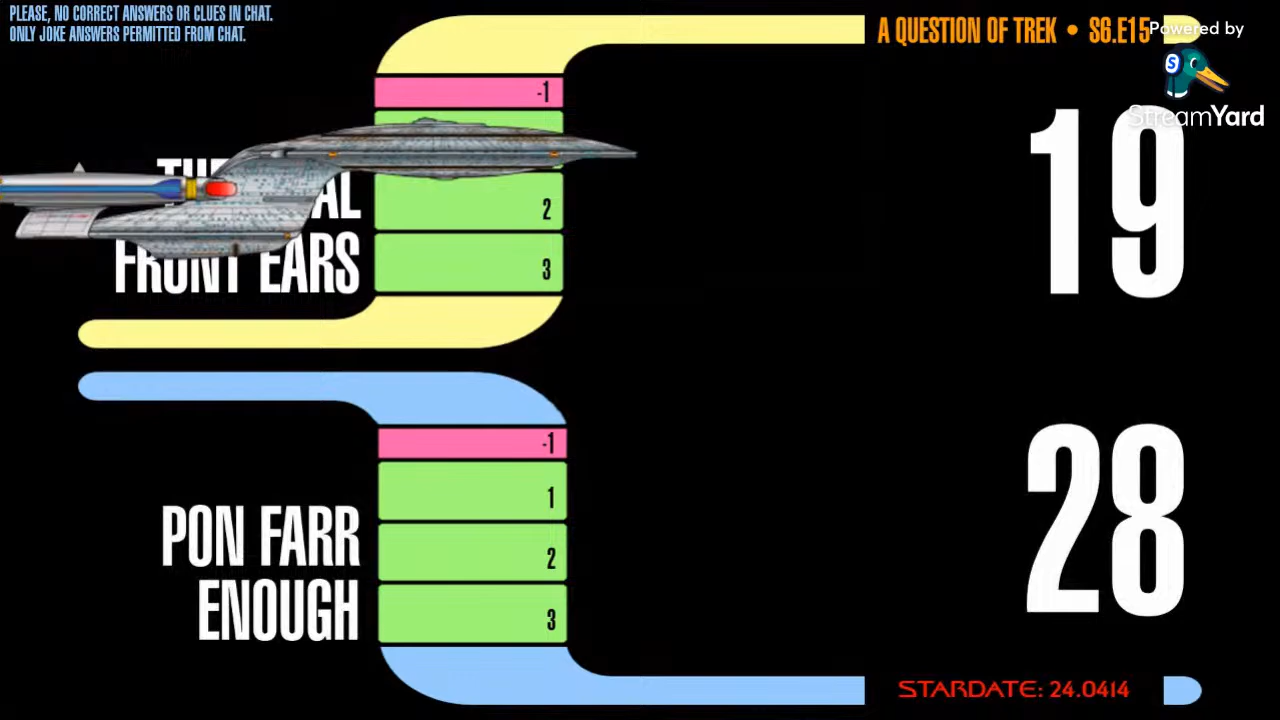 PLEASE, NO CORRECT ANSWERS OR CLUES IN CHAT.
ONLY JOKE ANSWERS PERMITTED FROM CHAT.
A QUESTION OF TREK • S6.E15
Powered by
StreamYard
-1
2
FRONT EARS
3
19
-1
1
PON FARR
2
ENOUGH
3
28
STARDATE: 24.0414